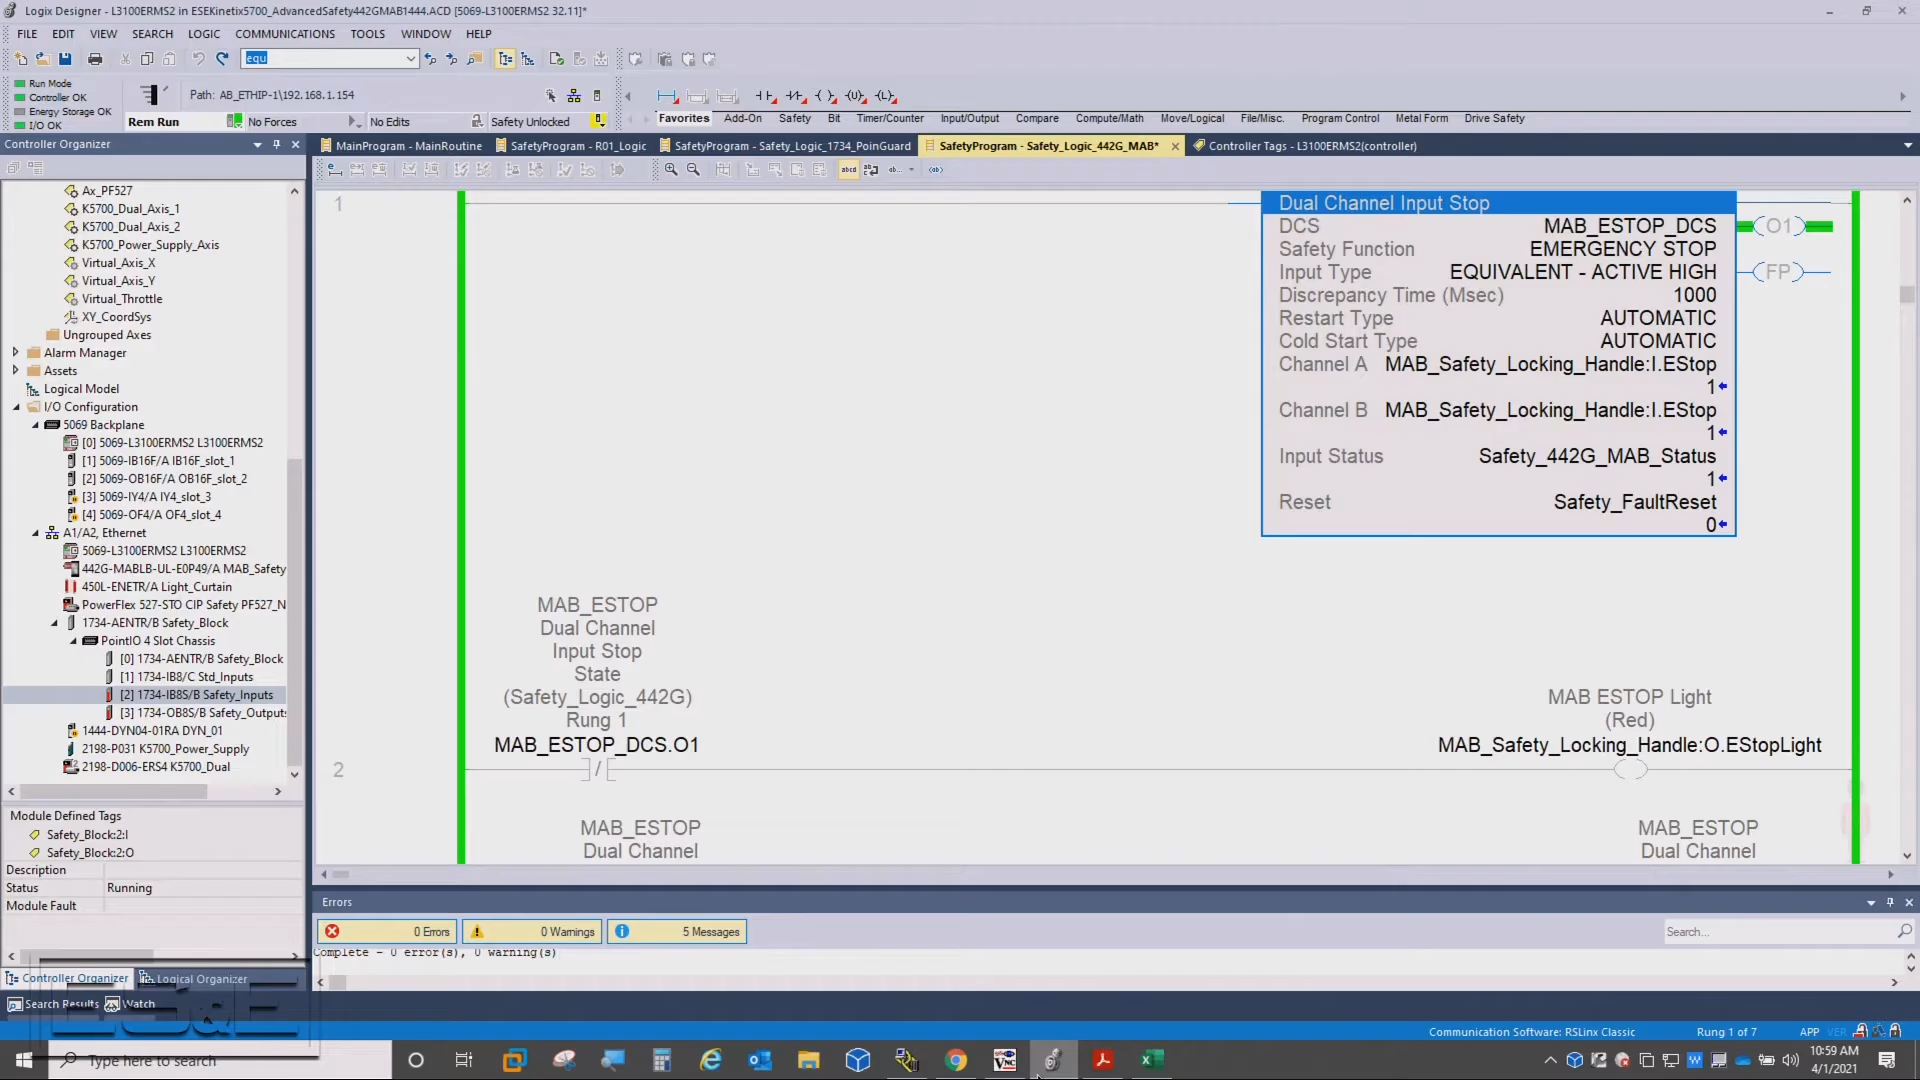 Logix Designer - L3100ERMS2 in ESEKinetix5700_AdvancedSafety442GMAB1444.ACD [5069-L3100ERMS2 32.11]*
FILE EDIT VIEW SEARCH LOGIC COMMUNICATIONS TOOLS WINDOW HELP
equ
Run Mode
Controller OK
Energy Storage OK
I/O OK
Path: AB_ETHIP-1\192.168.1.154
Rem Run No Forces No Edits Safety Unlocked
Favorites Add-On Safety Bit Timer/Counter Input/Output Compare Compute/Math Move/Logical File/Misc. Program Control Metal Form Drive Safety
Controller Organizer
MainProgram - MainRoutine SafetyProgram - R01_Logic SafetyProgram - Safety_Logic_1734_PoinGuard SafetyProgram - Safety_Logic_442G_MAB* Controller Tags - L3100ERMS2(controller)
Ax_PF527
K5700_Dual_Axis_1
K5700_Dual_Axis_2
K5700_Power_Supply_Axis
Virtual_Axis_X
Virtual_Axis_Y
Virtual_Throttle
XY_CoordSys
Ungrouped Axes
Alarm Manager
Assets
Logical Model
I/O Configuration
5069 Backplane
[0] 5069-L3100ERMS2 L3100ERMS2
[1] 5069-IB16F/A IB16F_slot_1
[2] 5069-OB16F/A OB16F_slot_2
[3] 5069-IY4/A IY4_slot_3
[4] 5069-OF4/A OF4_slot_4
A1/A2, Ethernet
5069-L3100ERMS2 L3100ERMS2
442G-MABLB-UL-E0P49/A MAB_Safety
450L-ENETR/A Light_Curtain
PowerFlex 527-STO CIP Safety PF527_N
1734-AENTR/B Safety_Block
PointIO 4 Slot Chassis
[0] 1734-AENTR/B Safety_Block
[1] 1734-IB8/C Std_Inputs
[2] 1734-IB8S/B Safety_Inputs
[3] 1734-OB8S/B Safety_Output
1444-DYN04-01RA DYN_01
2198-P031 K5700_Power_Supply
2198-D006-ERS4 K5700_Dual
Module Defined Tags
Safety_Block:2:I
Safety_Block:2:O
Description
Status Running
Module Fault
Controller Organizer Logical Organizer
Search Results Watch
1
Dual Channel Input Stop
DCS MAB_ESTOP_DCS
Safety Function EMERGENCY STOP
Input Type EQUIVALENT - ACTIVE HIGH
Discrepancy Time (Msec) 1000
Restart Type AUTOMATIC
Cold Start Type AUTOMATIC
Channel A MAB_Safety_Locking_Handle:I.EStop
1
Channel B MAB_Safety_Locking_Handle:I.EStop
1
Input Status Safety_442G_MAB_Status
1
Reset Safety_FaultReset
0
O1
FP
MAB_ESTOP
Dual Channel
Input Stop
State
(Safety_Logic_442G)
Rung 1
MAB_ESTOP_DCS.O1
MAB ESTOP Light
(Red)
MAB_Safety_Locking_Handle:O.EStopLight
2
MAB_ESTOP
Dual Channel
MAB_ESTOP
Dual Channel
Errors
0 Errors 0 Warnings 5 Messages
Search...
Complete - 0 error(s), 0 warning(s)
Communication Software: RSLinx Classic Rung 1 of 7 APP VER
Type here to search
10:59 AM
4/1/2021